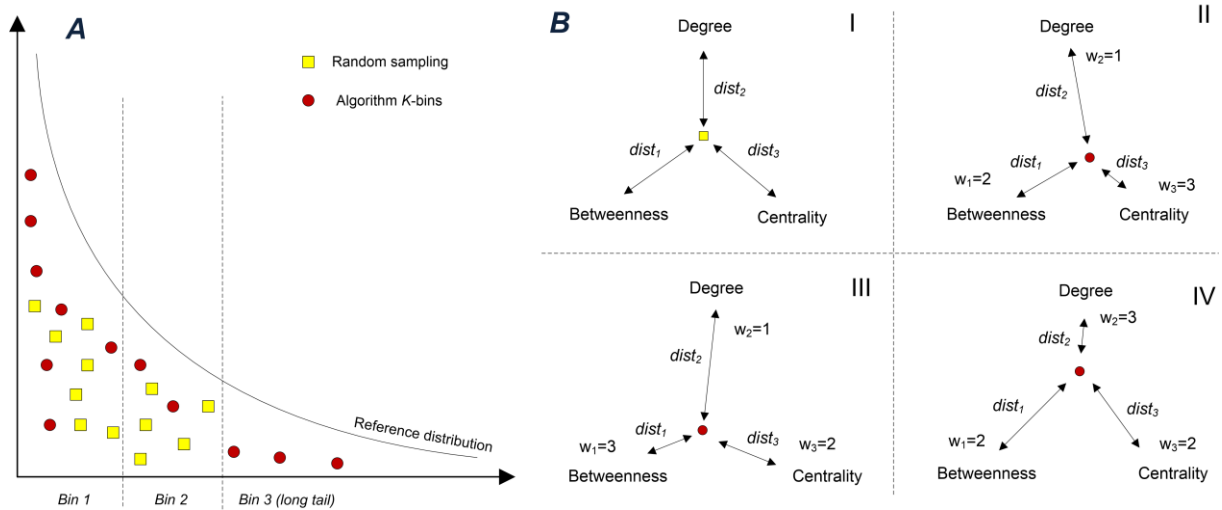 A
Random sampling
Algorithm K-bins
Reference distribution
Bin 1
Bin 2
Bin 3 (long tail)
B
I
Degree
dist2
dist1
dist3
Betweenness
Centrality
II
Degree
w2=1
dist2
dist1
dist3
w1=2
w3=3
Betweenness
Centrality
III
Degree
w2=1
dist2
dist1
dist3
w1=3
w3=2
Betweenness
Centrality
IV
Degree
w2=3
dist2
dist1
dist3
w1=2
w3=2
Betweenness
Centrality